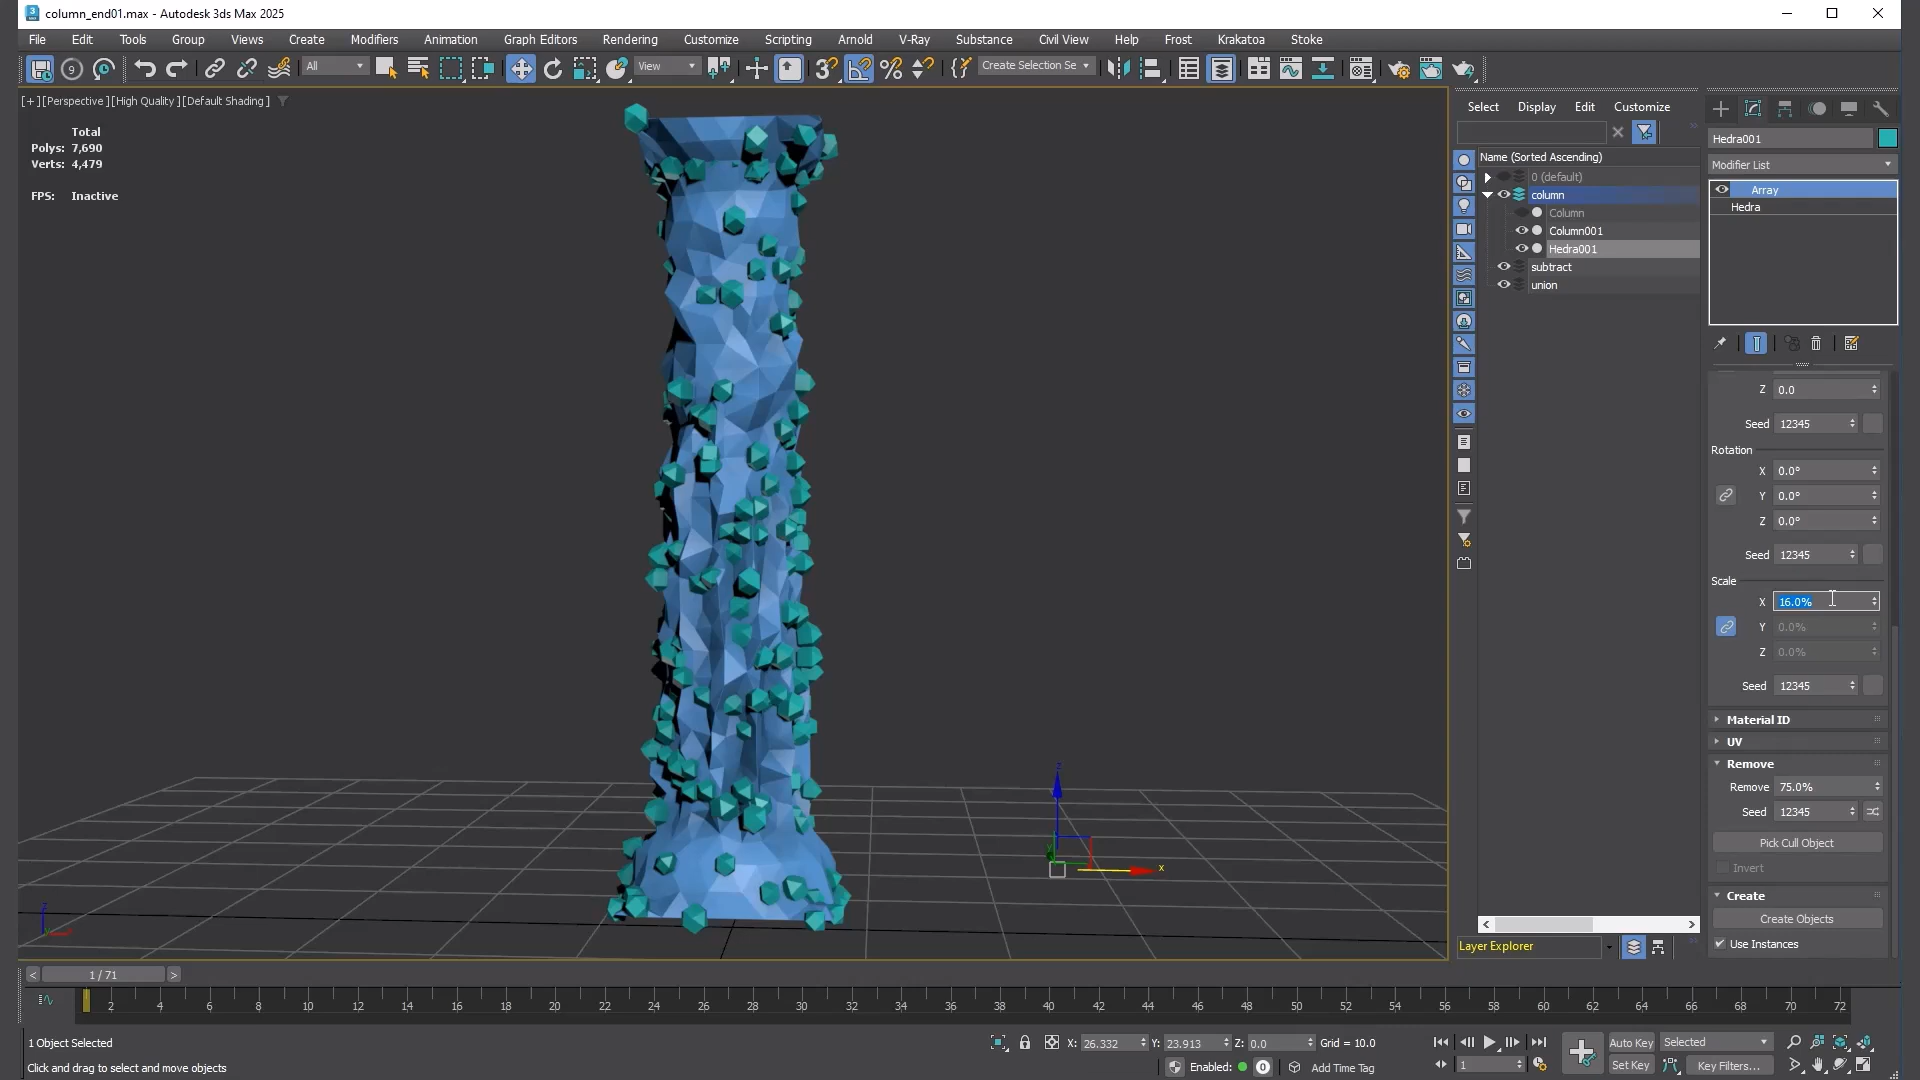 column_end01.max - Autodesk 3ds Max 2025
File Edit Tools Group Views Create Modifiers Animation Graph Editors Rendering Customize Scripting Arnold V-Ray Substance Civil View Help Frost Krakatoa Stoke
All View Create Selection Se
[+] [Perspective ] [High Quality ] [Default Shading ]
Total
Polys: 7,690
Verts: 4,479
FPS: Inactive
Select Display Edit Customize
Name (Sorted Ascending)
0 (default)
column
Column
Column001
Hedra001
subtract
union
Layer Explorer
Hedra001
Modifier List
Array
Hedra
Z 0.0
Seed 12345
Rotation
X 0.0°
Y 0.0°
Z 0.0°
Seed 12345
Scale
X 16.0%
Y 0.0%
Z 0.0%
Seed 12345
Material ID
UV
Remove
Remove 75.0%
Seed 12345
Pick Cull Object
Invert
Create
Create Objects
Use Instances
z
x
z
< 1 / 71 >
2 4 6 8 10 12 14 16 18 20 22 24 26 28 30 32 34 36 38 40 42 44 46 48 50 52 54 56 58 60 62 64 66 68 70 72
1 Object Selected
X: 26.332 Y: 23.913 Z: 0.0 Grid = 10.0
Auto Key Selected
Click and drag to select and move objects
Enabled: 0 Add Time Tag
1
Set Key Key Filters...